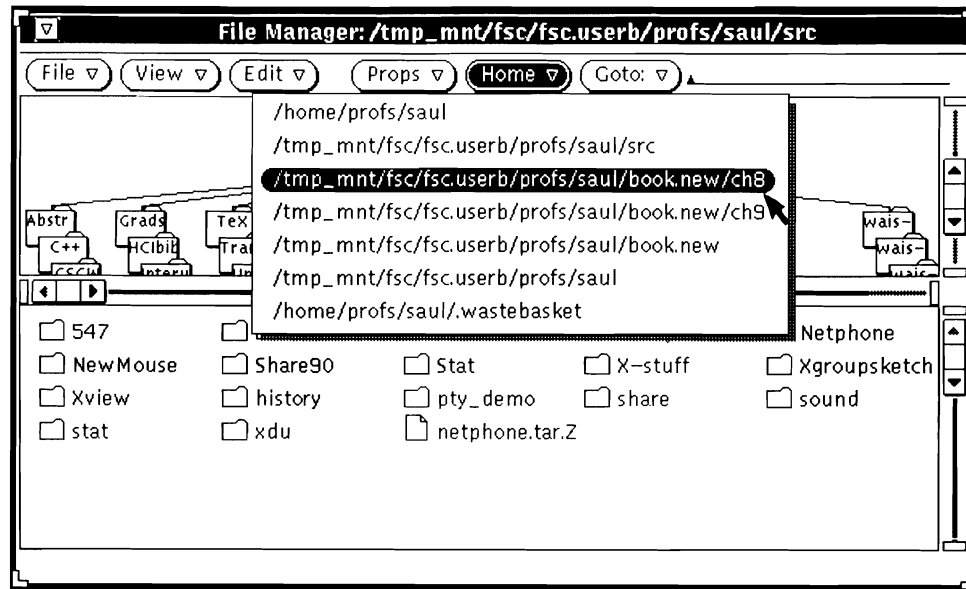 File Manager: /tmp_mnt/fsc/fsc.userb/profs/saul/src
File View Edit Props Home Goto:
/home/profs/saul
/tmp_mnt/fsc/fsc.userb/profs/saul/src
/tmp_mnt/fsc/fsc.userb/profs/saul/book.new/ch8
/tmp_mnt/fsc/fsc.userb/profs/saul/book.new/ch9
/tmp_mnt/fsc/fsc.userb/profs/saul/book.new
/tmp_mnt/fsc/fsc.userb/profs/saul
/home/profs/saul/.wastebasket
Abstr Grads TeX wais-
C++ HCIbib Tra wais-
CSCW Interv wais-
547 Netphone
NewMouse Share90 Stat X-stuff Xgroupsketch
Xview history pty_demo share sound
stat xdu netphone.tar.Z